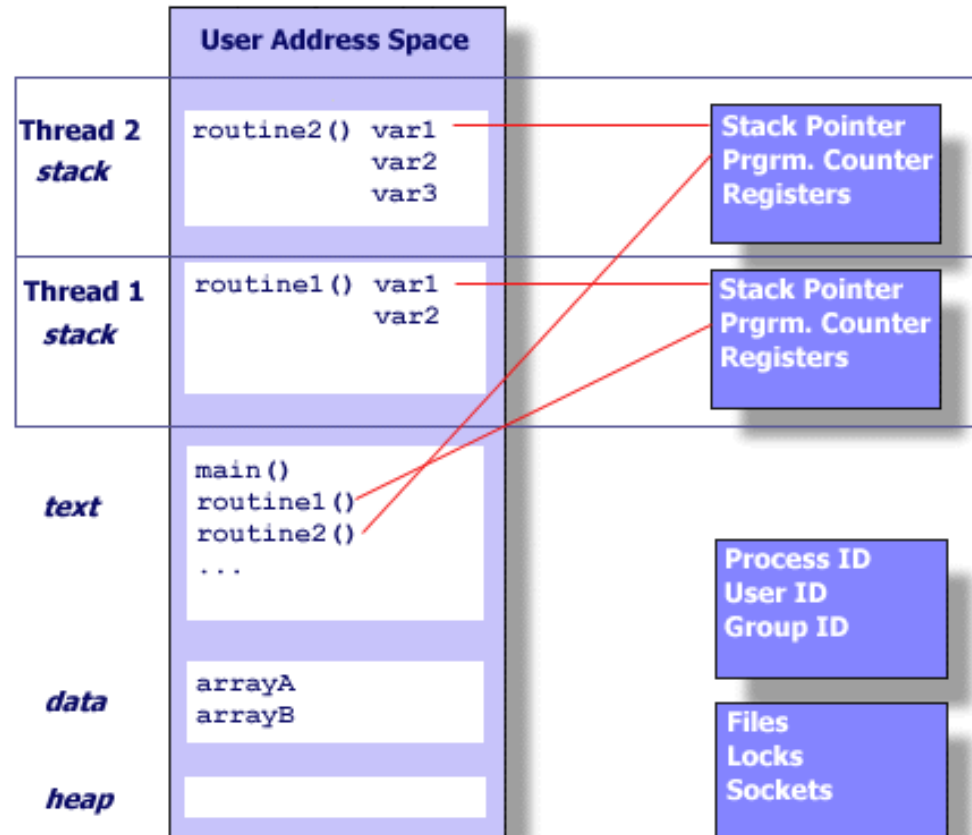 User Address Space
Thread 2
stack
routine2() var1
var2
var3
Stack Pointer
Prgrm. Counter
Registers
Thread 1
stack
routine1() var1
var2
Stack Pointer
Prgrm. Counter
Registers
text
main()
routine1()
routine2()
...
Process ID
User ID
Group ID
data
arrayA
arrayB
Files
Locks
Sockets
heap